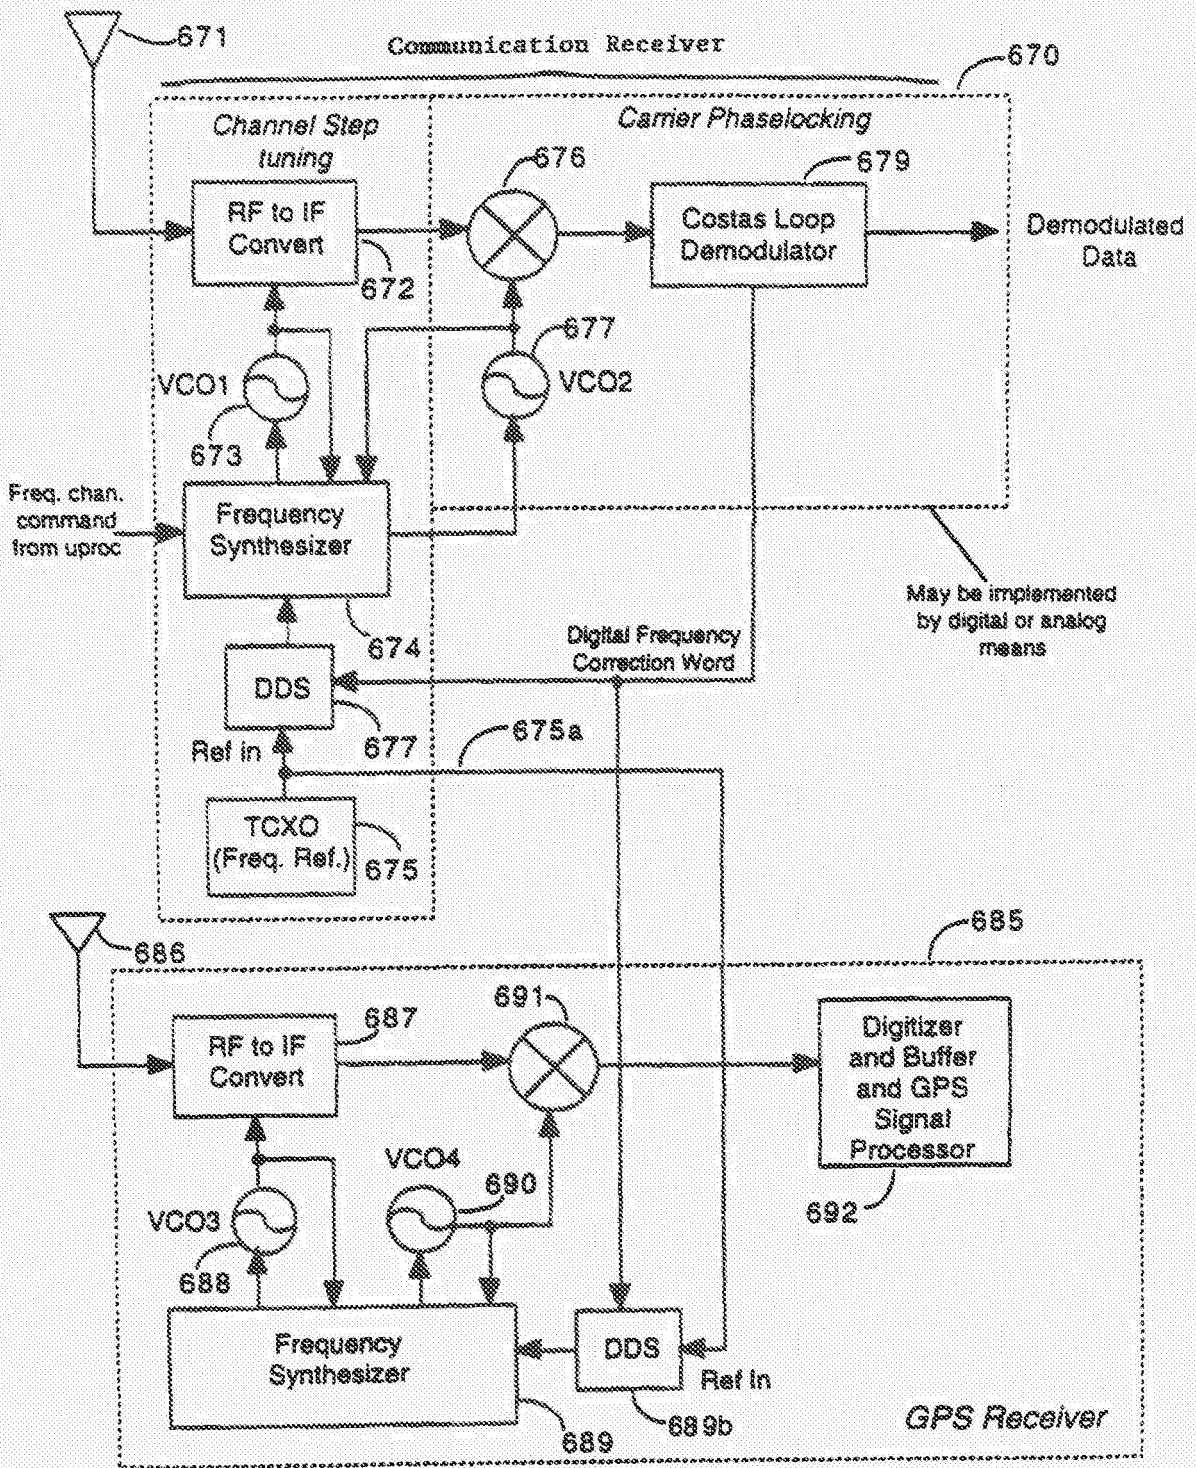 671
Communication Receiver
670
Channel Step
tuning
Carrier Phaselocking
676
679
RF to IF
Convert
672
Costas Loop
Demodulator
Demodulated
Data
VCO1
673
677
VCO2
Freq. chan.
command
from uproc
Frequency
Synthesizer
674
May be implemented
by digital or analog
means
Digital Frequency
Correction Word
DDS
677
Ref in
675a
TCXO
(Freq. Ref.)
675
686
685
691
687
RF to IF
Convert
Digitizer
and Buffer
and GPS
Signal
Processor
692
VCO4
690
VCO3
688
Frequency
Synthesizer
689
DDS
Ref In
689b
GPS Receiver